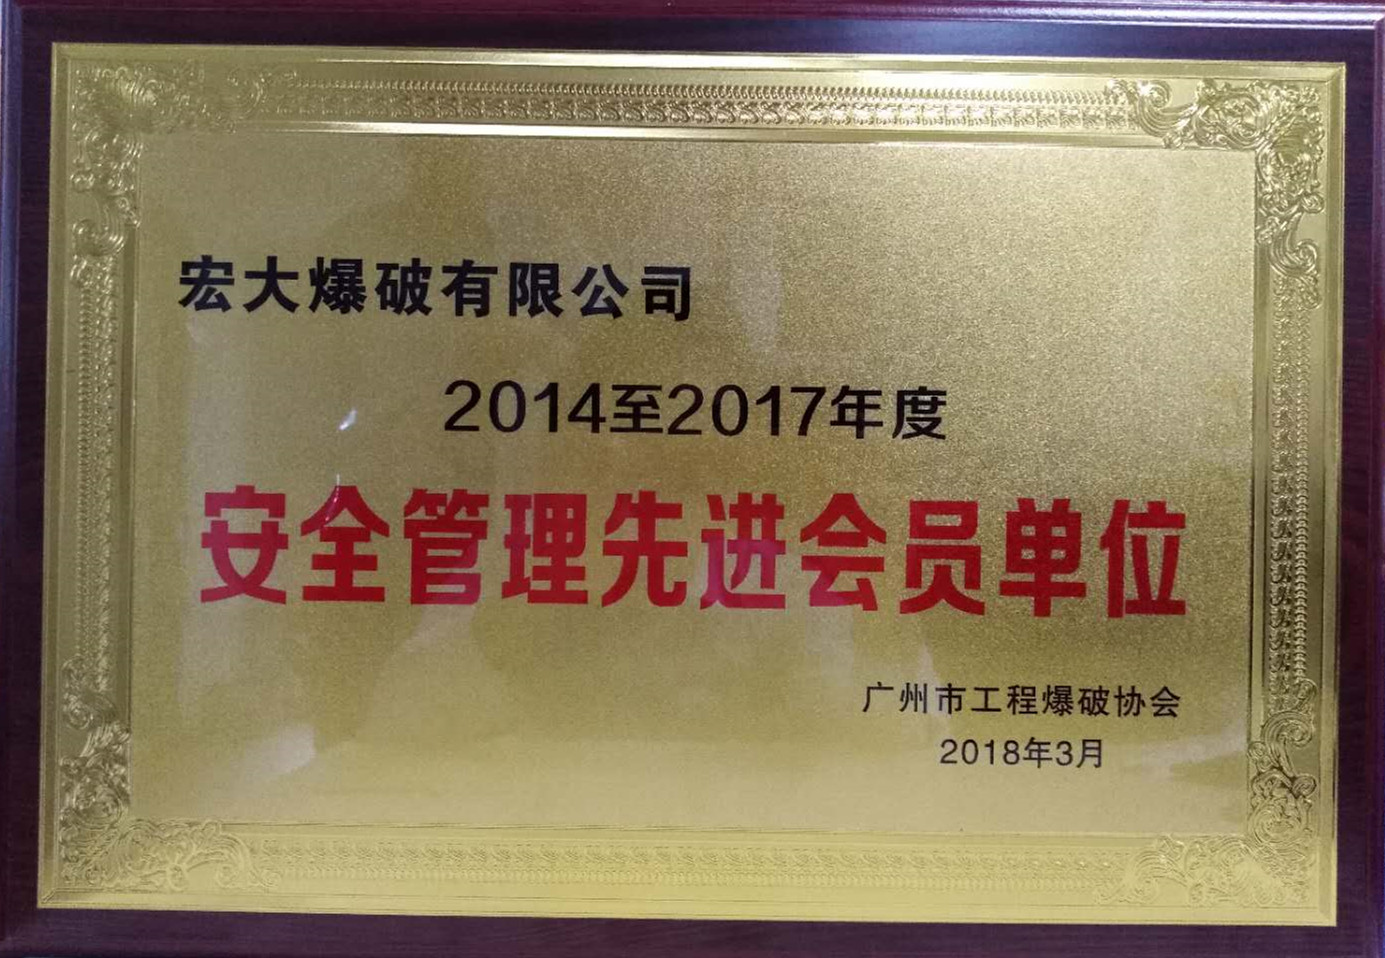 宏大爆破有限公司
2014至2017年度
安全管理先进会员单位
广州市工程爆破协会
2018年3月